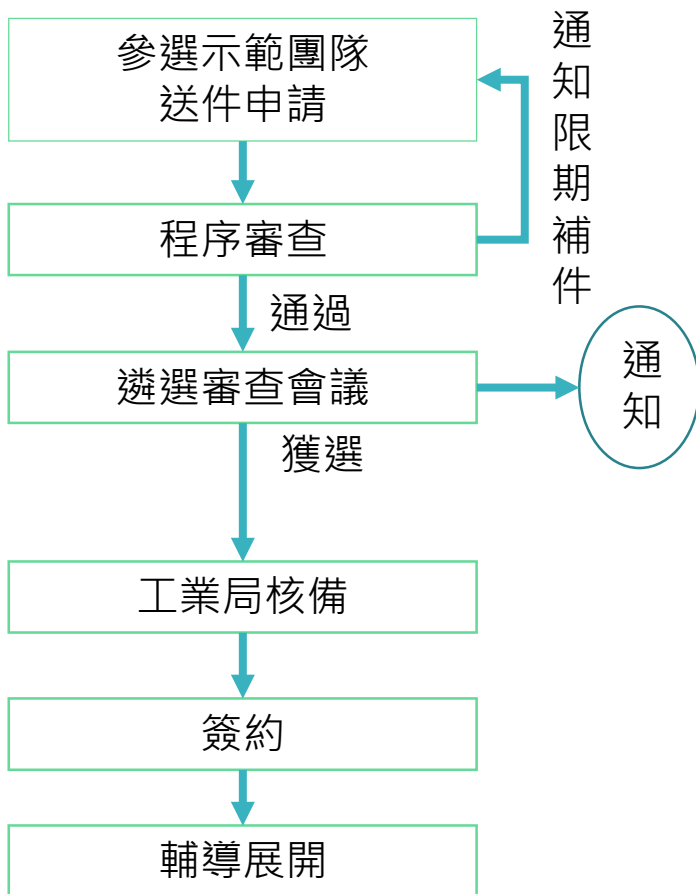 參選示範團隊
送件申請
通知限期補件
程序審查
通過
遴選審查會議
通知
獲選
工業局核備
簽約
輔導展開